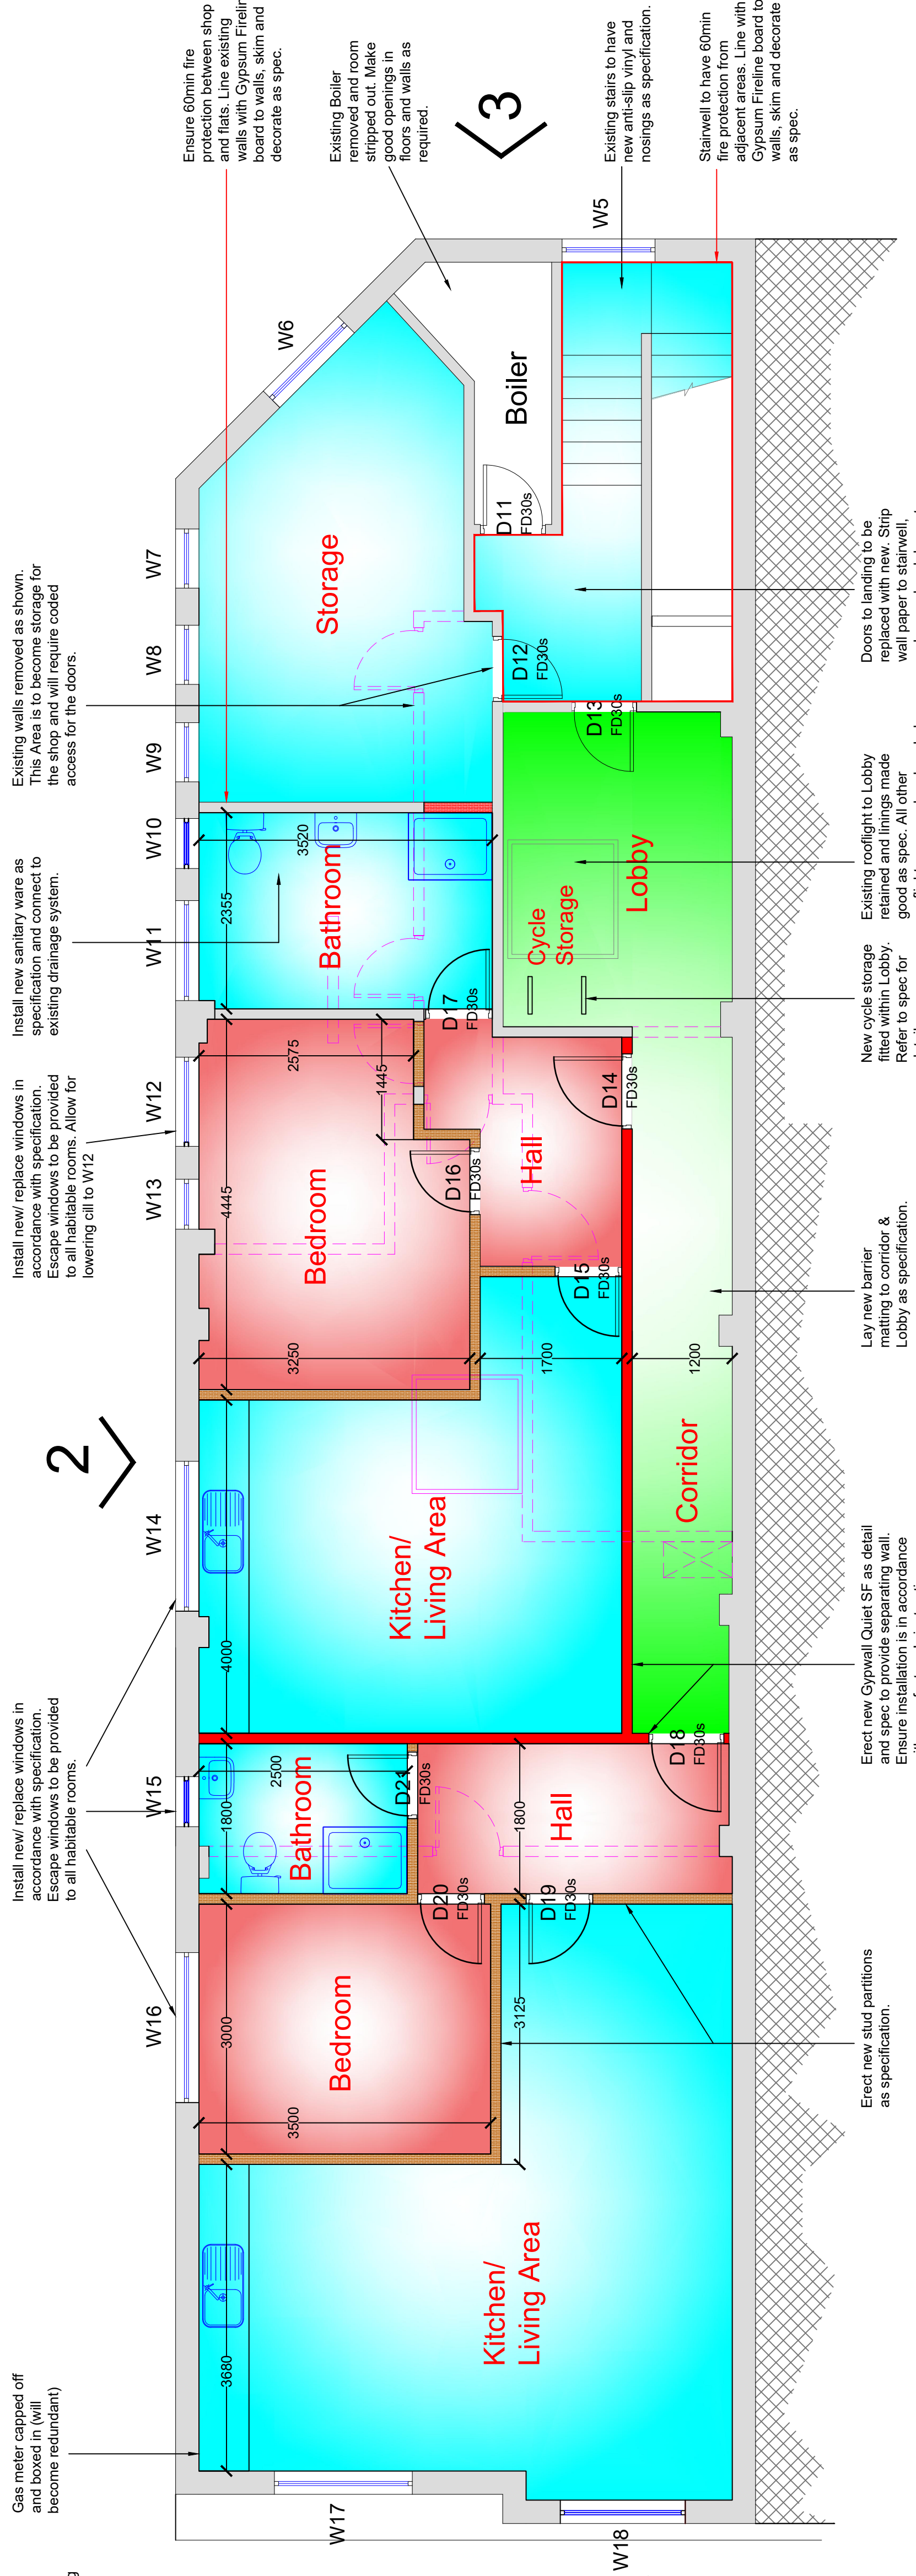 Gas meter capped off
and boxed in (will
become redundant)
Install new/ replace windows in
accordance with specification.
Escape windows to be provided
to all habitable rooms.
Install new/ replace windows in
accordance with specification.
Escape windows to be provided
to all habitable rooms. Allow for
lowering cill to W12
Install new sanitary ware as
specification and connect to
existing drainage system.
Existing walls removed as shown.
This Area is to become storage for
the shop and will require coded
access for the doors.
Ensure 60min fire
protection between shop
and flats. Line existing
board to walls, skim and
decorate as spec.
Existing Boiler
removed and room
stripped out. Make
good openings in
floors and walls as
required.
Existing stairs to have
new anti-slip vinyl and
nosings as specification.
Stairwell to have 60min
fire protection from
adjacent areas. Line with
Gypsum Fireline board to
walls, skim and decorate
as spec.
2
3
W16
W15
W14
W13
W12
W11
W10
W9
W8
W7
W6
W5
W17
W18
3680
3000
1800
4000
4445
2355
3500
2500
3250
2575
1445
3520
3125
1800
1700
1200
Kitchen/
Living Area
Bedroom
Bathroom
Hall
Kitchen/
Living Area
Bedroom
Hall
Bathroom
Storage
Boiler
Corridor
Cycle
Storage
Lobby
D20
FD30s
D19
FD30s
D21
FD30s
D18
FD30s
D15
FD30s
D16
FD30s
D14
FD30s
D17
FD30s
D13
FD30s
D12
FD30s
D11
FD30s
Erect new stud partitions
as specification.
Erect new Gypwall Quiet SF as detail
and spec to provide separating wall.
Ensure installation is in accordance
Lay new barrier
matting to corridor &
Lobby as specification.
New cycle storage
fitted within Lobby.
Refer to spec for
Existing rooflight to Lobby
retained and linings made
good as spec. All other
Doors to landing to be
replaced with new. Strip
wall paper to stairwell,